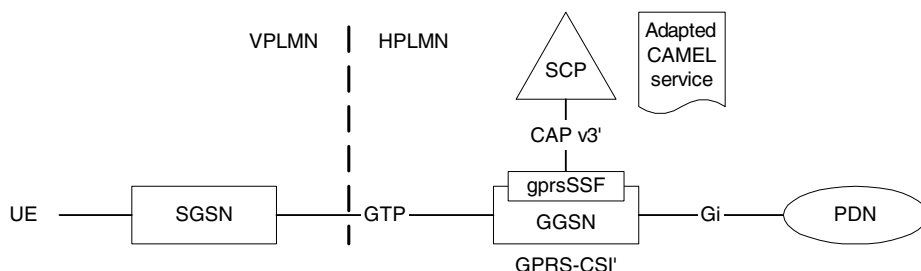 VPLMN
HPLMN
SCP
Adapted
CAMEL
service
CAP v3'
gprsSSF
UE
SGSN
GTP
GGSN
Gi
PDN
GPRS-CSI'